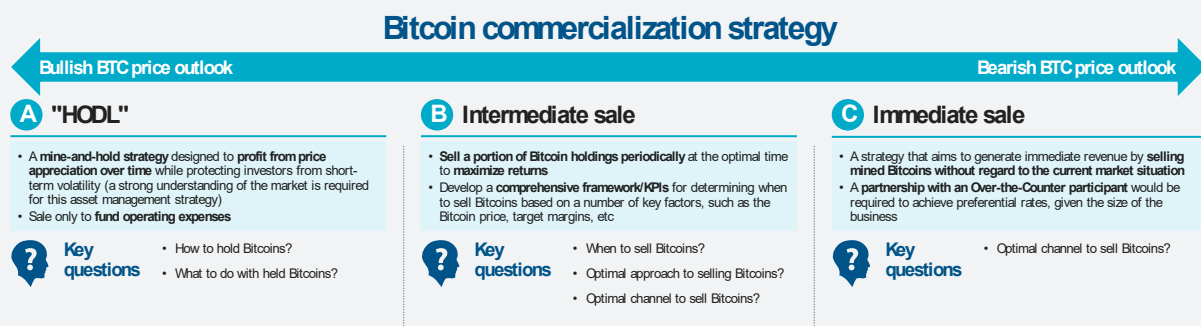 Bitcoin commercialization strategy
Bullish BTC price outlook
Bearish BTC price outlook
A "HODL"
• A mine-and-hold strategy designed to profit from price
appreciation over time while protecting investors from short-
term volatility (a strong understanding of the market is required
for this asset management strategy)
• Sale only to fund operating expenses
? Key
questions
• How to hold Bitcoins?
• What to do with held Bitcoins?
B Intermediate sale
• Sell a portion of Bitcoin holdings periodically at the optimal time
to maximize returns
• Develop a comprehensive framework/KPIs for determining when
to sell Bitcoins based on a number of key factors, such as the
Bitcoin price, target margins, etc
? Key
questions
• When to sell Bitcoins?
• Optimal approach to selling Bitcoins?
• Optimal channel to sell Bitcoins?
C Immediate sale
• A strategy that aims to generate immediate revenue by selling
mined Bitcoins without regard to the current market situation
• A partnership with an Over-the-Counter participant would be
required to achieve preferential rates, given the size of the
business
? Key
questions
• Optimal channel to sell Bitcoins?